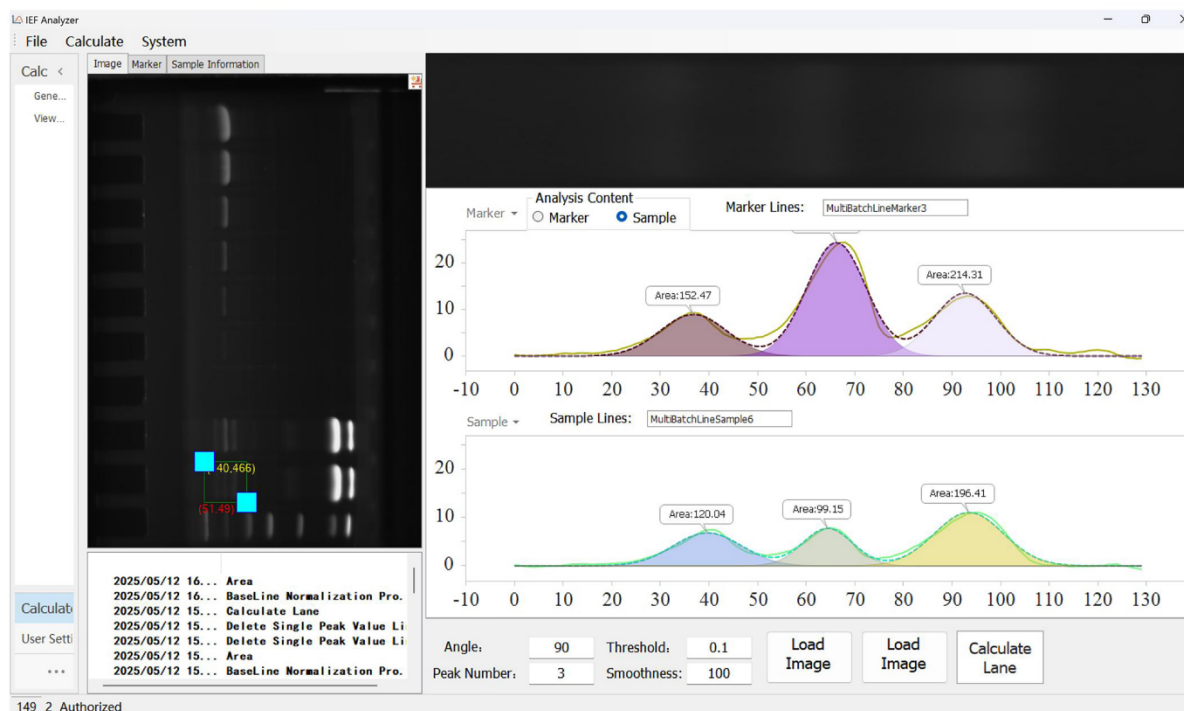 IEF Analyzer
File Calculate System
Calc <
Gene...
View...
Image Marker Sample Information
40.466)
(51.49)
2025/05/12 16... Area
2025/05/12 16... BaseLine Normalization Pro.
2025/05/12 15... Calculate Lane
2025/05/12 15... Delete Single Peak Value Li
2025/05/12 15... Delete Single Peak Value Li
2025/05/12 15... Area
2025/05/12 15... BaseLine Normalization Pro.
Calculat
User Setti
...
Marker
Analysis Content
Marker Sample
Marker Lines: MultiBatchLineMarker3
20
10
0
Area:152.47
Area:214.31
-10 0 10 20 30 40 50 60 70 80 90 100 110 120 130
Sample
Sample Lines: MultiBatchLineSample6
20
10
0
Area:120.04
Area:99.15
Area:196.41
-10 0 10 20 30 40 50 60 70 80 90 100 110 120 130
Angle: 90 Threshold: 0.1
Peak Number: 3 Smoothness: 100
Load
Image
Load
Image
Calculate
Lane
149 2 Authorized